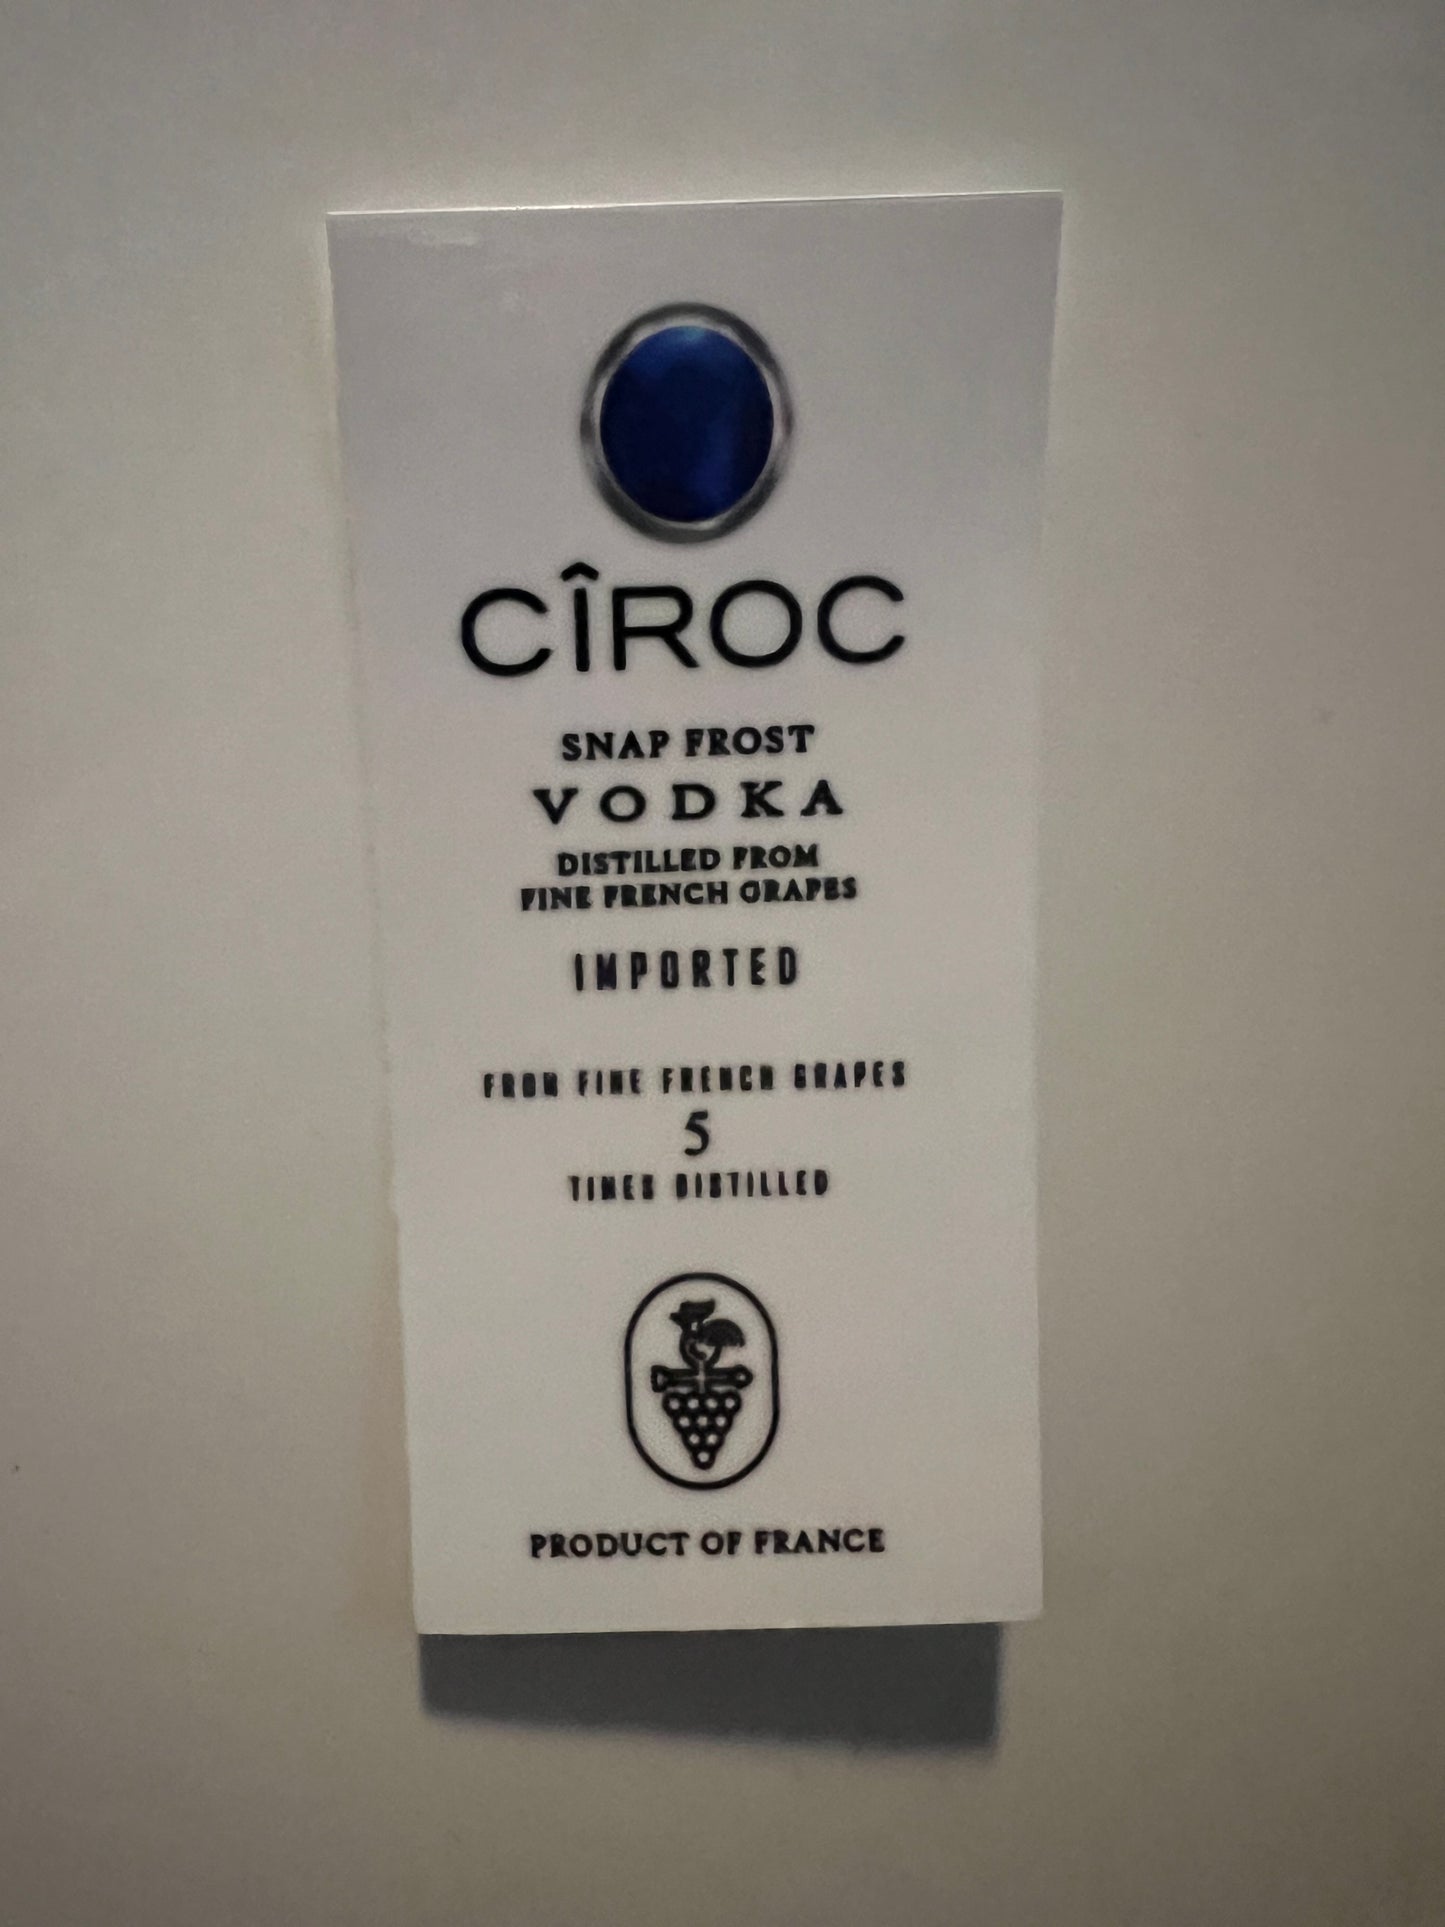 CÎROC
SNAP FROST
VODKA
DISTILLED FROM
FINE FRENCH GRAPES
IMPORTED
FROM FINE FRENCH GRAPES
5
TIMES DISTILLED
PRODUCT OF FRANCE